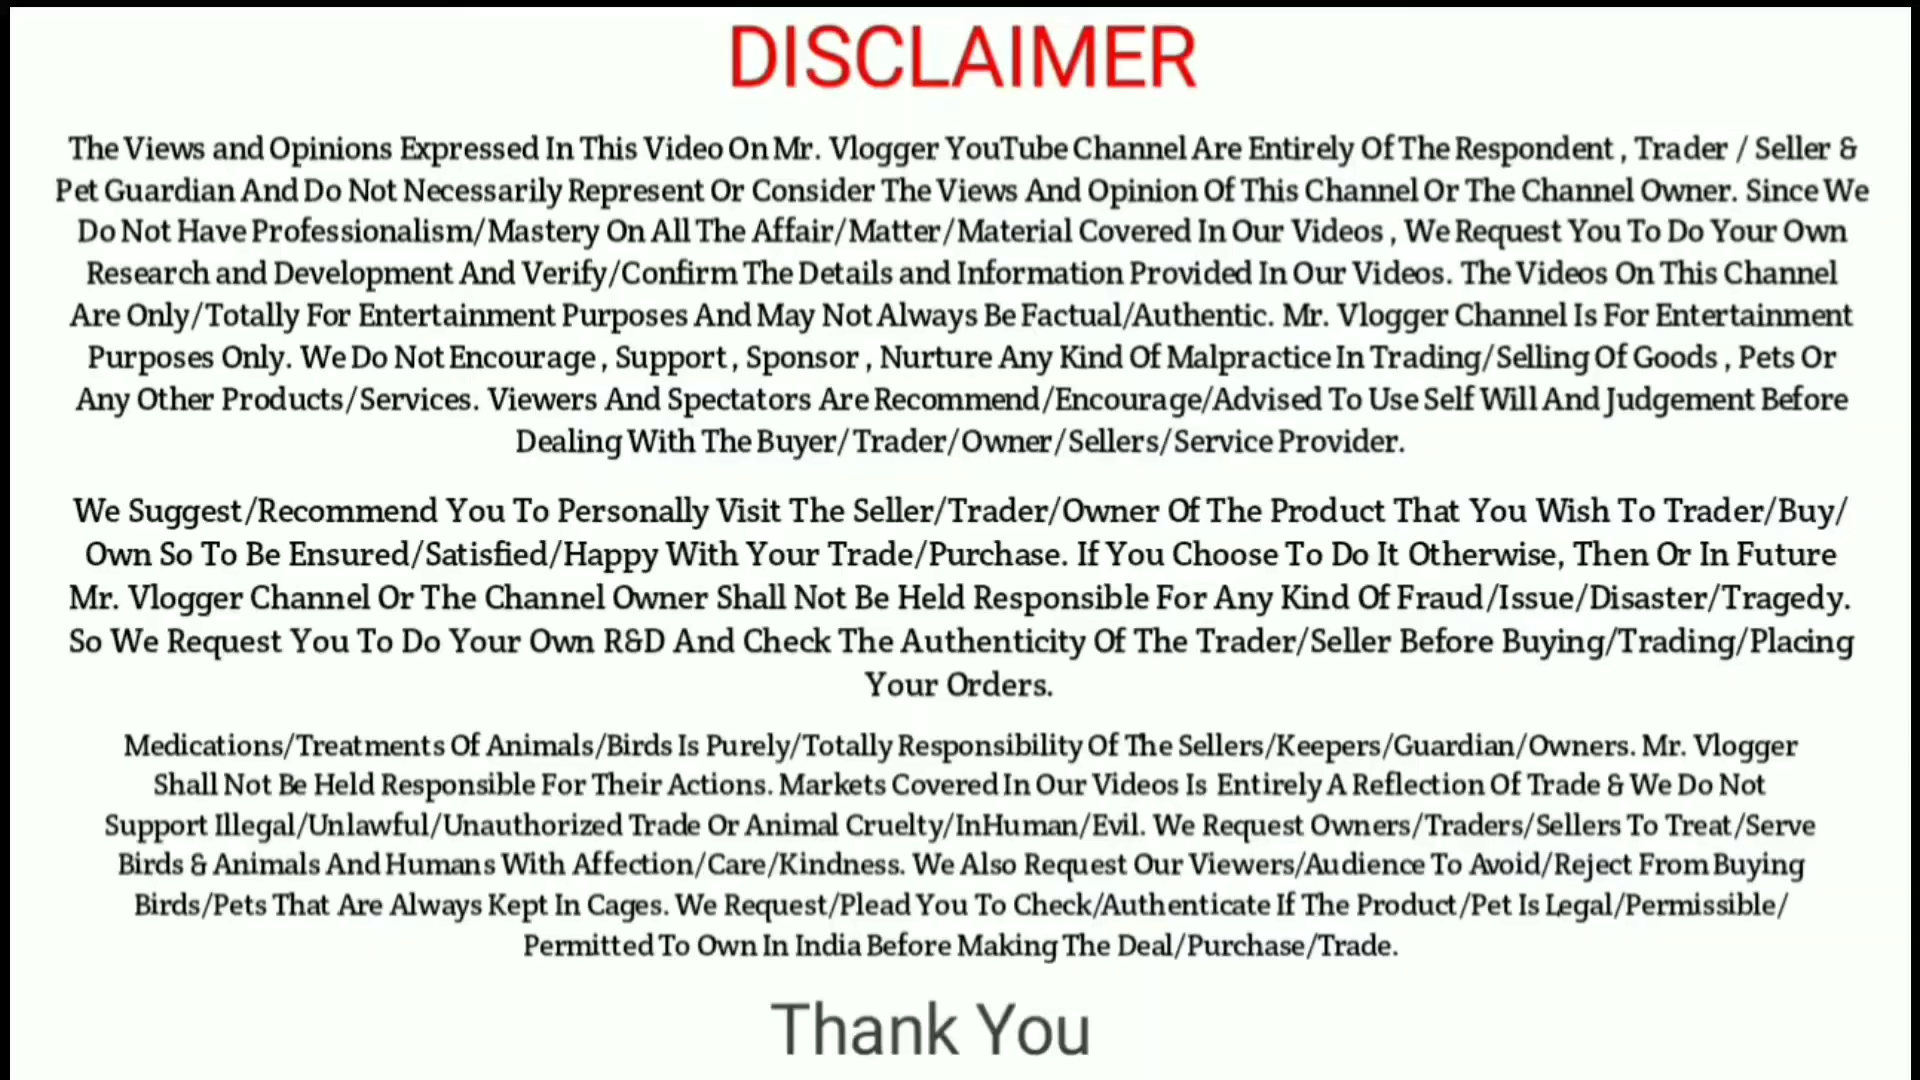 DISCLAIMER
The Views and Opinions Expressed In This Video On Mr. Vlogger YouTube Channel Are Entirely Of The Respondent , Trader / Seller &
Pet Guardian And Do Not Necessarily Represent Or Consider The Views And Opinion Of This Channel Or The Channel Owner. Since We
Do Not Have Professionalism/Mastery On All The Affair/Matter/Material Covered In Our Videos , We Request You To Do Your Own
Research and Development And Verify/Confirm The Details and Information Provided In Our Videos. The Videos On This Channel
Are Only/Totally For Entertainment Purposes And May Not Always Be Factual/Authentic. Mr. Vlogger Channel Is For Entertainment
Purposes Only. We Do Not Encourage , Support , Sponsor , Nurture Any Kind Of Malpractice In Trading/Selling Of Goods , Pets Or
Any Other Products/Services. Viewers And Spectators Are Recommend/Encourage/Advised To Use Self Will And Judgement Before
Dealing With The Buyer/Trader/Owner/Sellers/Service Provider.
We Suggest/Recommend You To Personally Visit The Seller/Trader/Owner Of The Product That You Wish To Trader/Buy/
Own So To Be Ensured/Satisfied/Happy With Your Trade/Purchase. If You Choose To Do It Otherwise, Then Or In Future
Mr. Vlogger Channel Or The Channel Owner Shall Not Be Held Responsible For Any Kind Of Fraud/Issue/Disaster/Tragedy.
So We Request You To Do Your Own R&D And Check The Authenticity Of The Trader/Seller Before Buying/Trading/Placing
Your Orders.
Medications/Treatments Of Animals/Birds Is Purely/Totally Responsibility Of The Sellers/Keepers/Guardian/Owners. Mr. Vlogger
Shall Not Be Held Responsible For Their Actions. Markets Covered In Our Videos Is Entirely A Reflection Of Trade & We Do Not
Support Illegal/Unlawful/Unauthorized Trade Or Animal Cruelty/InHuman/Evil. We Request Owners/Traders/Sellers To Treat/Serve
Birds & Animals And Humans With Affection/Care/Kindness. We Also Request Our Viewers/Audience To Avoid/Reject From Buying
Birds/Pets That Are Always Kept In Cages. We Request/Plead You To Check/Authenticate If The Product/Pet Is Legal/Permissible/
Permitted To Own In India Before Making The Deal/Purchase/Trade.
Thank You